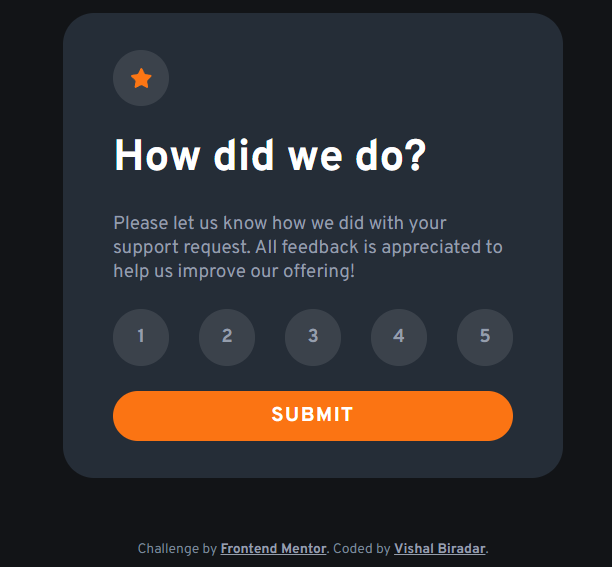 How did we do?
Please let us know how we did with your
support request. All feedback is appreciated to
help us improve our offering!
1 2 3 4 5
SUBMIT
Challenge by Frontend Mentor. Coded by Vishal Biradar.